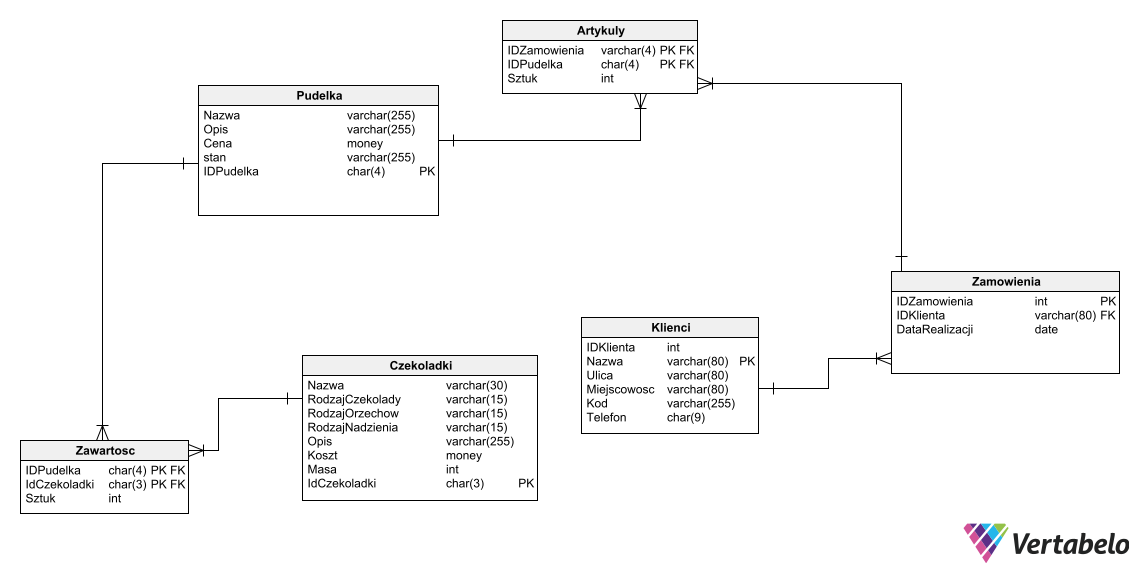 Artykuly
IDZamowienia varchar(4) PK FK
IDPudelka char(4) PK FK
Sztuk int
Pudelka
Nazwa varchar(255)
Opis varchar(255)
Cena money
stan varchar(255)
IDPudelka char(4) PK
Zamowienia
IDZamowienia int PK
IDKlienta varchar(80) FK
DataRealizacji date
Klienci
IDKlienta int
Nazwa varchar(80) PK
Ulica varchar(80)
Miejscowosc varchar(80)
Kod varchar(255)
Telefon char(9)
Czekoladki
Nazwa varchar(30)
RodzajCzekolady varchar(15)
RodzajOrzechow varchar(15)
RodzajNadzienia varchar(15)
Opis varchar(255)
Koszt money
Masa int
IdCzekoladki char(3) PK
Zawartosc
IDPudelka char(4) PK FK
IdCzekoladki char(3) PK FK
Sztuk int
Vertabelo